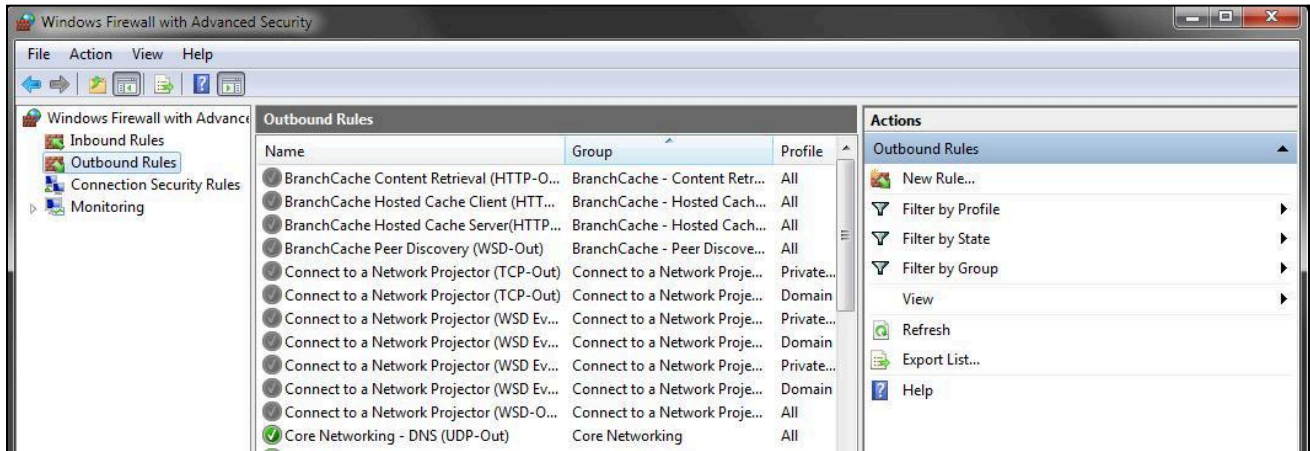 Windows Firewall with Advanced Security
File Action View Help
Windows Firewall with Advance
Inbound Rules
Outbound Rules
Connection Security Rules
Monitoring
Outbound Rules
Name Group Profile
BranchCache Content Retrieval (HTTP-O... BranchCache - Content Retr... All
BranchCache Hosted Cache Client (HTT... BranchCache - Hosted Cach... All
BranchCache Hosted Cache Server(HTTP... BranchCache - Hosted Cach... All
BranchCache Peer Discovery (WSD-Out) BranchCache - Peer Discove... All
Connect to a Network Projector (TCP-Out) Connect to a Network Proje... Private...
Connect to a Network Projector (TCP-Out) Connect to a Network Proje... Domain
Connect to a Network Projector (WSD Ev... Connect to a Network Proje... Private...
Connect to a Network Projector (WSD Ev... Connect to a Network Proje... Domain
Connect to a Network Projector (WSD Ev... Connect to a Network Proje... Private...
Connect to a Network Projector (WSD Ev... Connect to a Network Proje... Domain
Connect to a Network Projector (WSD-O... Connect to a Network Proje... All
Core Networking - DNS (UDP-Out) Core Networking All
Actions
Outbound Rules
New Rule...
Filter by Profile
Filter by State
Filter by Group
View
Refresh
Export List...
Help